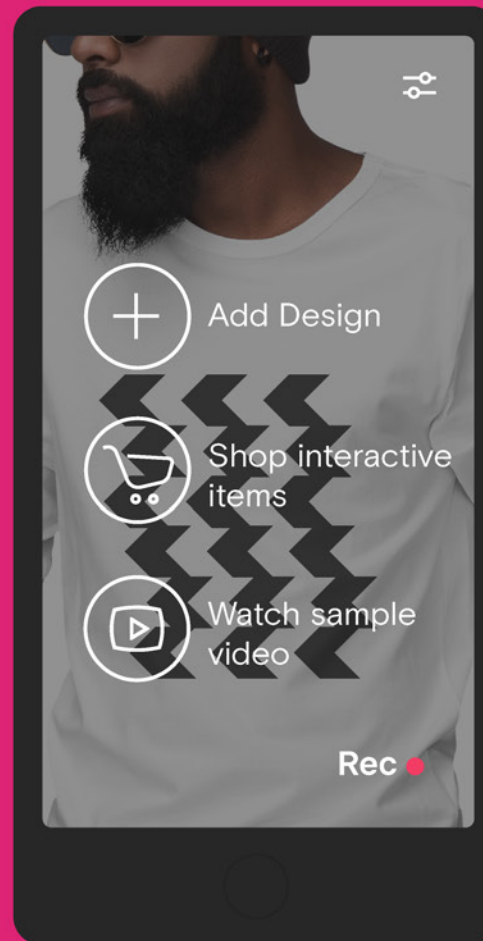 Add Design
Shop interactive
items
Watch sample
video
Rec